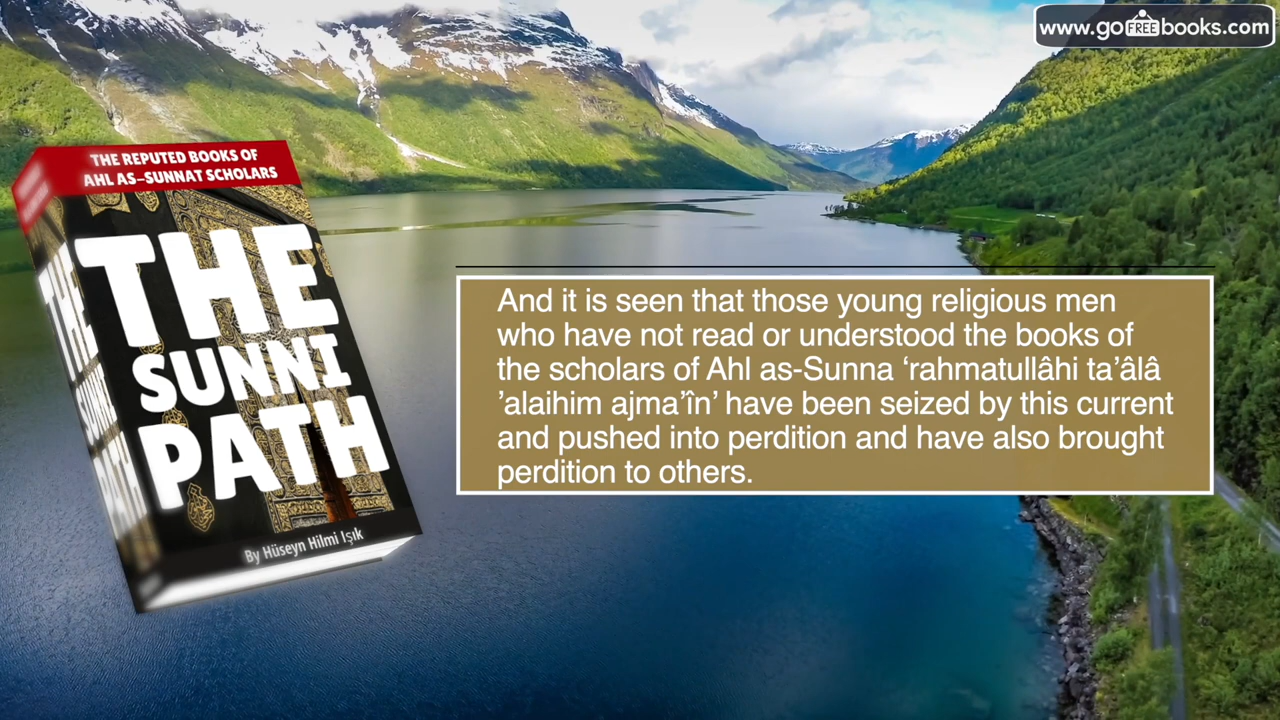 www.goFREEbooks.com
THE REPUTED BOOKS OF
AHL AS–SUNNAT SCHOLARS
THE
SUNNI
PATH
By Hüseyn Hilmi Işık
THE SUNNI PATH
And it is seen that those young religious men
who have not read or understood the books of
the scholars of Ahl as-Sunna ‘rahmatullâhi ta’âlâ
’alaihim ajma’în’ have been seized by this current
and pushed into perdition and have also brought
perdition to others.